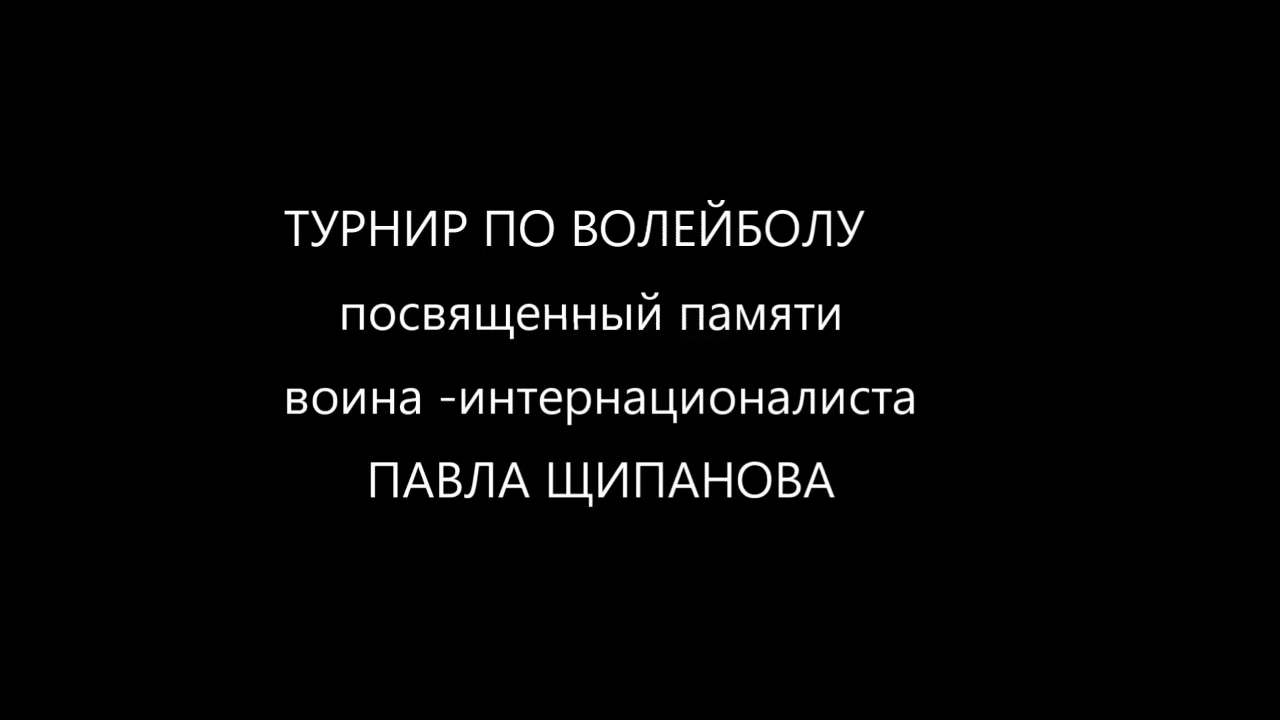 ТУРНИР ПО ВОЛЕЙБОЛУ
посвященный памяти
воина -интернационалиста
ПАВЛА ЩИПАНОВА